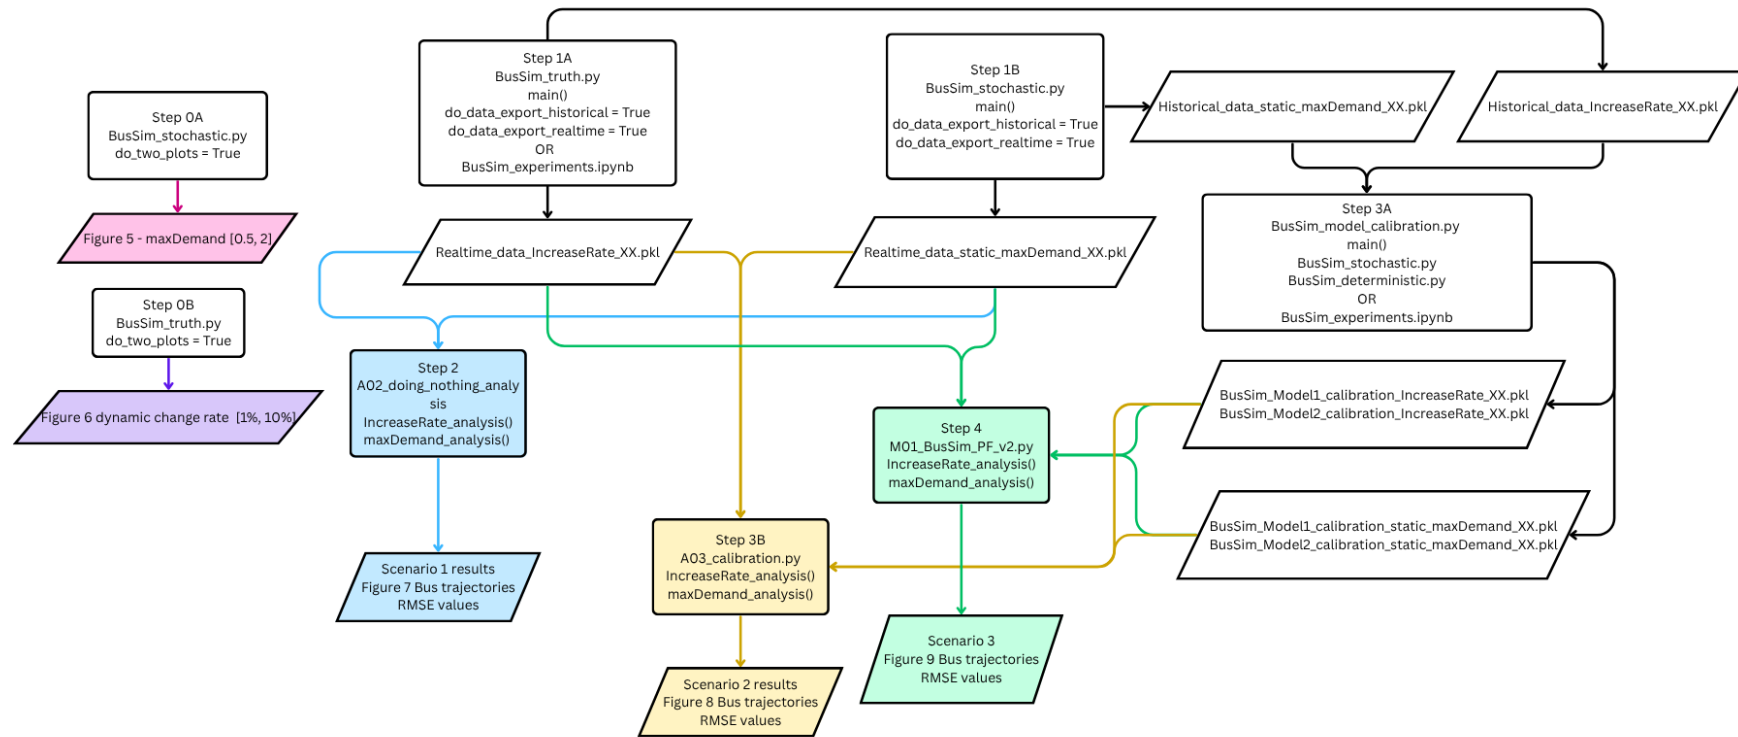 Step 0A
BusSim_stochastic.py
do_two_plots = True
Figure 5 - maxDemand [0.5, 2]
Step 0B
BusSim_truth.py
do_two_plots = True
Figure 6 dynamic change rate  [1%, 10%]
Step 1A
BusSim_truth.py
main()
do_data_export_historical = True
do_data_export_realtime = True
OR
BusSim_experiments.ipynb
Step 1B
BusSim_stochastic.py
main()
do_data_export_historical = True
do_data_export_realtime = True
Historical_data_static_maxDemand_XX.pkl
Historical_data_IncreaseRate_XX.pkl
Realtime_data_IncreaseRate_XX.pkl
Realtime_data_static_maxDemand_XX.pkl
Step 3A
BusSim_model_calibration.py
main()
BusSim_stochastic.py
BusSim_deterministic.py
OR
BusSim_experiments.ipynb
Step 2
A02_doing_nothing_analy
sis
IncreaseRate_analysis()
maxDemand_analysis()
Step 4
M01_BusSim_PF_v2.py
IncreaseRate_analysis()
maxDemand_analysis()
BusSim_Model1_calibration_IncreaseRate_XX.pkl
BusSim_Model2_calibration_IncreaseRate_XX.pkl
BusSim_Model1_calibration_static_maxDemand_XX.pkl
BusSim_Model2_calibration_static_maxDemand_XX.pkl
Step 3B
A03_calibration.py
IncreaseRate_analysis()
maxDemand_analysis()
Scenario 1 results
Figure 7 Bus trajectories
RMSE values
Scenario 2 results
Figure 8 Bus trajectories
RMSE values
Scenario 3
Figure 9 Bus trajectories
RMSE values